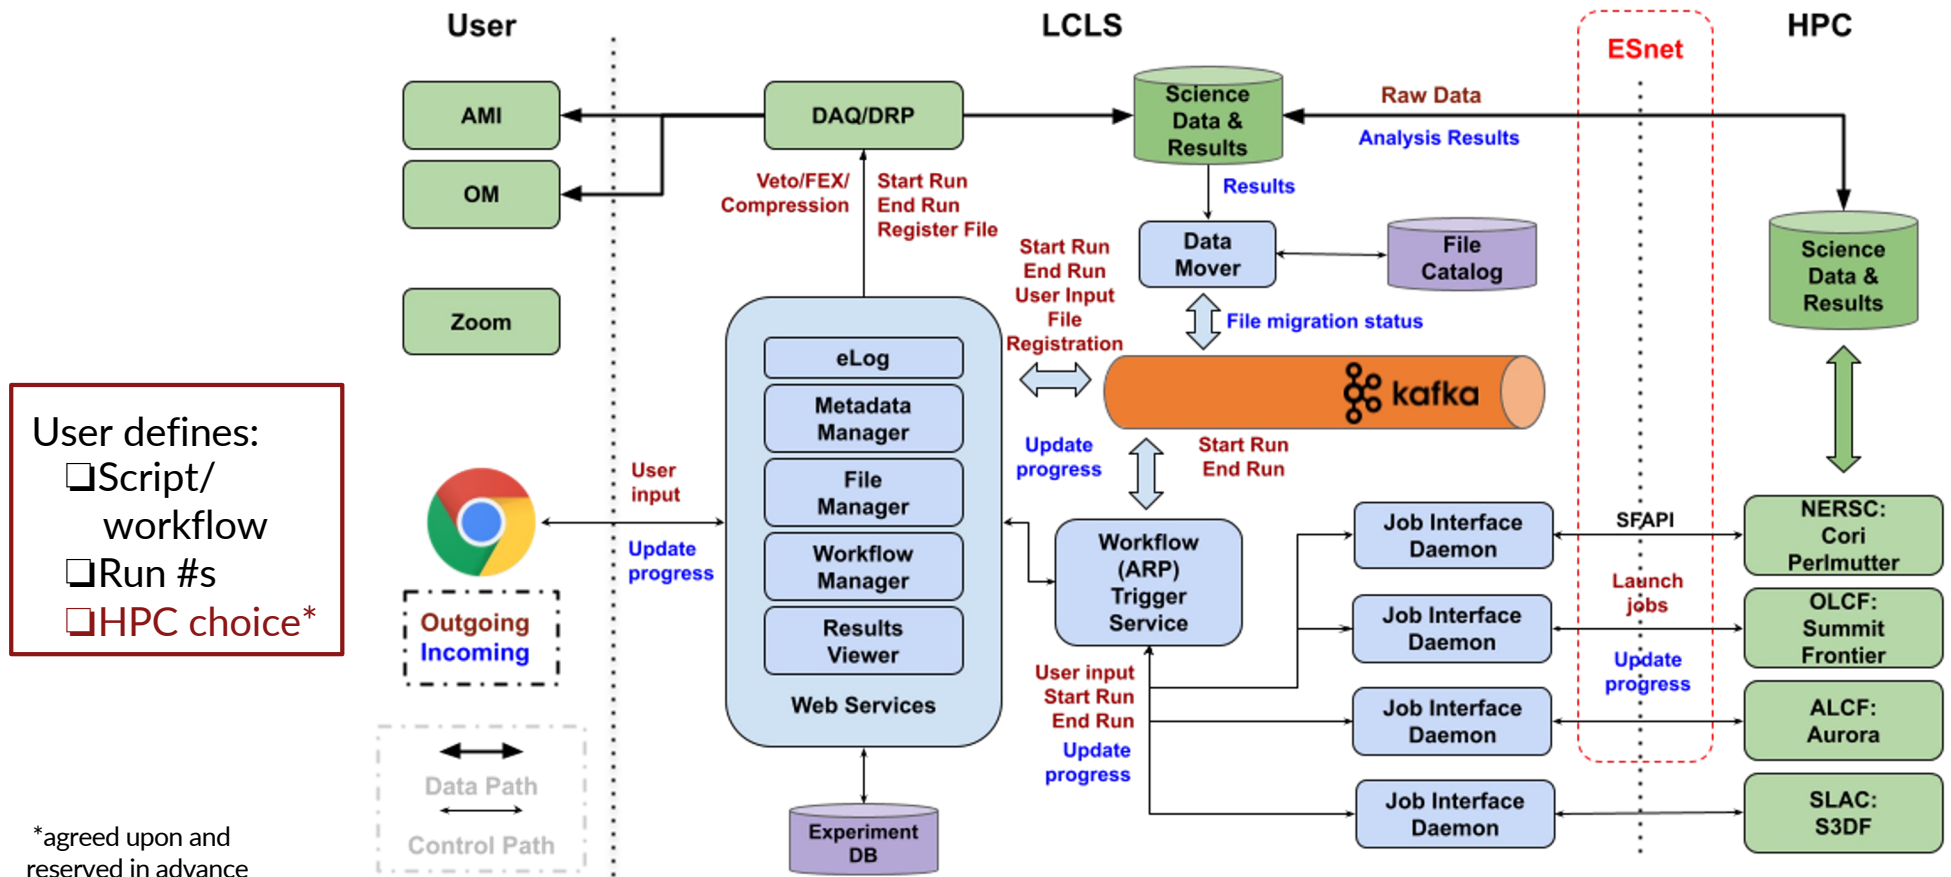 User
LCLS
ESnet
HPC
AMI
OM
Zoom
DAQ/DRP
Science
Data &
Results
Raw Data
Analysis Results
Veto/FEX/
Compression
Start Run
End Run
Register File
Results
Data
Mover
File
Catalog
Science
Data &
Results
Start Run
End Run
User Input
File
Registration
File migration status
kafka
eLog
Metadata
Manager
File
Manager
Workflow
Manager
Results
Viewer
Web Services
Experiment
DB
User defines:
❏Script/
workflow
❏Run #s
❏HPC choice*
User
input
Update
progress
Outgoing
Incoming
Data Path
Control Path
*agreed upon and
reserved in advance
Update
progress
Start Run
End Run
Workflow
(ARP)
Trigger
Service
User input
Start Run
End Run
Update
progress
Job Interface
Daemon
Job Interface
Daemon
Job Interface
Daemon
Job Interface
Daemon
SFAPI
Launch
jobs
Update
progress
NERSC:
Cori
Perlmutter
OLCF:
Summit
Frontier
ALCF:
Aurora
SLAC:
S3DF